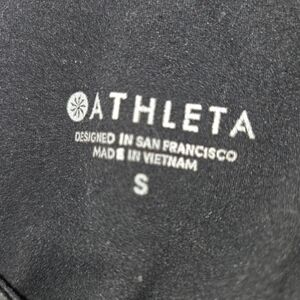 ATHLETA
DESIGNED IN SAN FRANCISCO
MADE IN VIETNAM
S